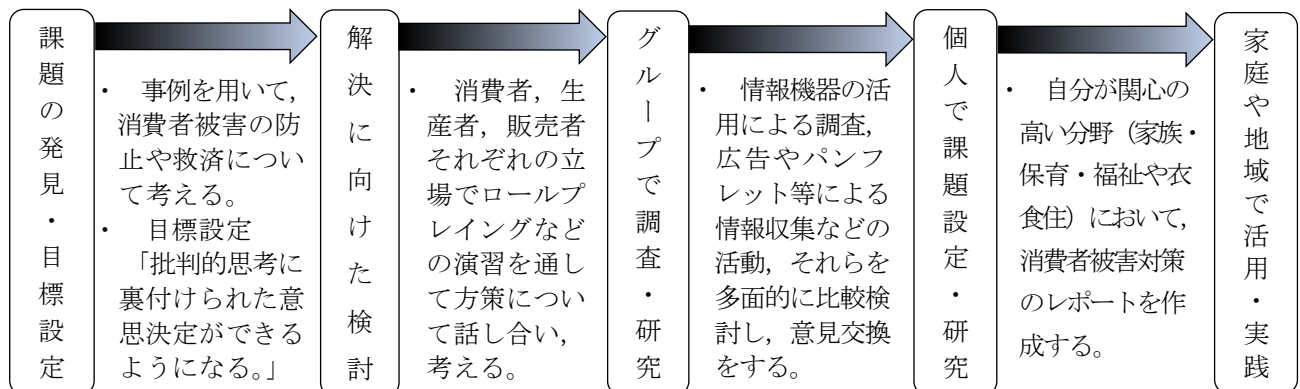 課題の発見・目標設定
・　事例を用いて，
消費者被害の防
止や救済につい
て考える。
・　目標設定
「批判的思考に
裏付けられた意
思決定ができる
ようになる。」
解決に向けた検討
・　消費者，生
産者，販売者
それぞれの立
場でロールプ
レイングなど
の演習を通し
て方策につい
て話し合い，
考える。
グループで調査・研究
・　情報機器の活
用による調査，
広告やパンフ
レット等による
情報収集などの
活動，それらを
多面的に比較検
討し，意見交換
をする。
個人で課題設定・研究
・　自分が関心の
高い分野（家族・
保育・福祉や衣
食住）において，
消費者被害対策
のレポートを作
成する。
家庭や地域で活用・実践